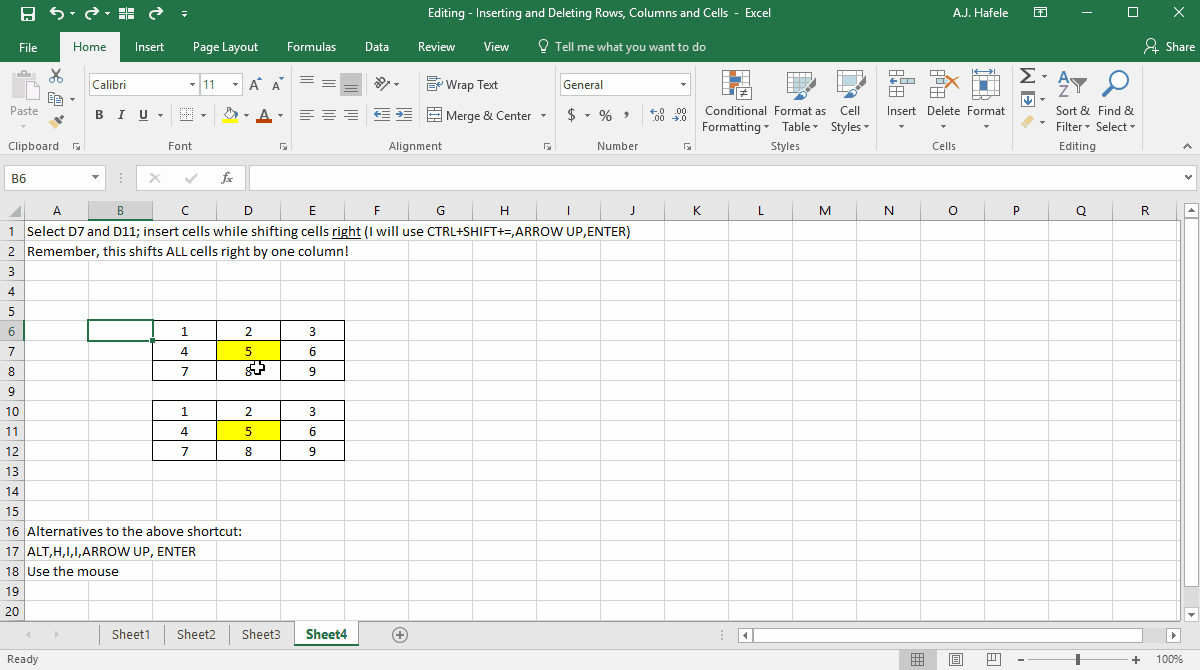 Editing - Inserting and Deleting Rows, Columns and Cells - Excel
A.J. Hafele
File Home Insert Page Layout Formulas Data Review View Tell me what you want to do Share
Paste
Clipboard
Calibri 11 A A
B I U A
Font
Wrap Text
Merge & Center
Alignment
General
$ % , .00 .0
Number
Conditional Formatting
Format as Table
Cell Styles
Styles
Insert Delete Format
Cells
Sort & Filter
Find & Select
Editing
B6 fx
A B C D E F G H I J K L M N O P Q R
1 Select D7 and D11; insert cells while shifting cells right (I will use CTRL+SHIFT+=,ARROW UP,ENTER)
2 Remember, this shifts ALL cells right by one column!
3
4
5
6 1 2 3
7 4 5 6
8 7 8 9
9
10 1 2 3
11 4 5 6
12 7 8 9
13
14
15
16 Alternatives to the above shortcut:
17 ALT,H,I,I,ARROW UP, ENTER
18 Use the mouse
19
20
Sheet1 Sheet2 Sheet3 Sheet4
Ready 100%